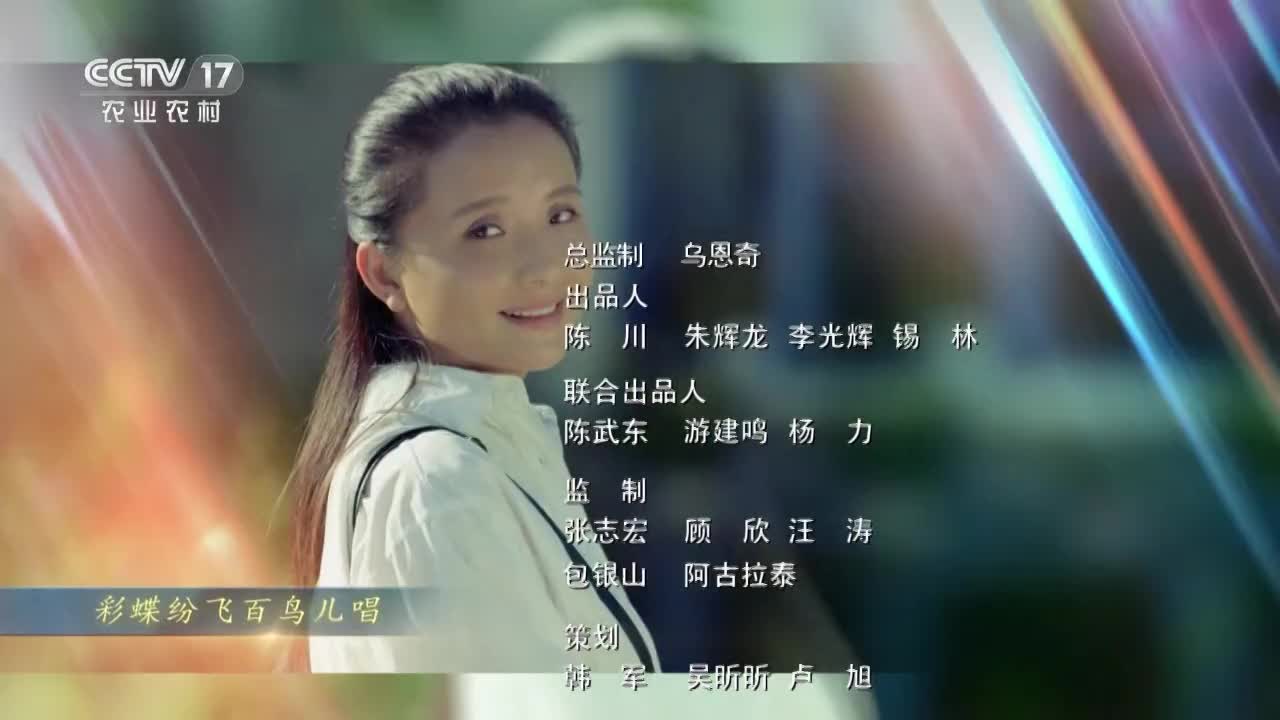 CCTV 17
农业农村
总监制 乌恩奇
出品人
陈 川 朱辉龙 李光辉 锡 林
联合出品人
陈武东 游建鸣 杨 力
监 制
张志宏 顾 欣 汪 涛
包银山 阿古拉泰
彩蝶纷飞百鸟儿唱
策划
韩 军 吴昕昕 卢 旭